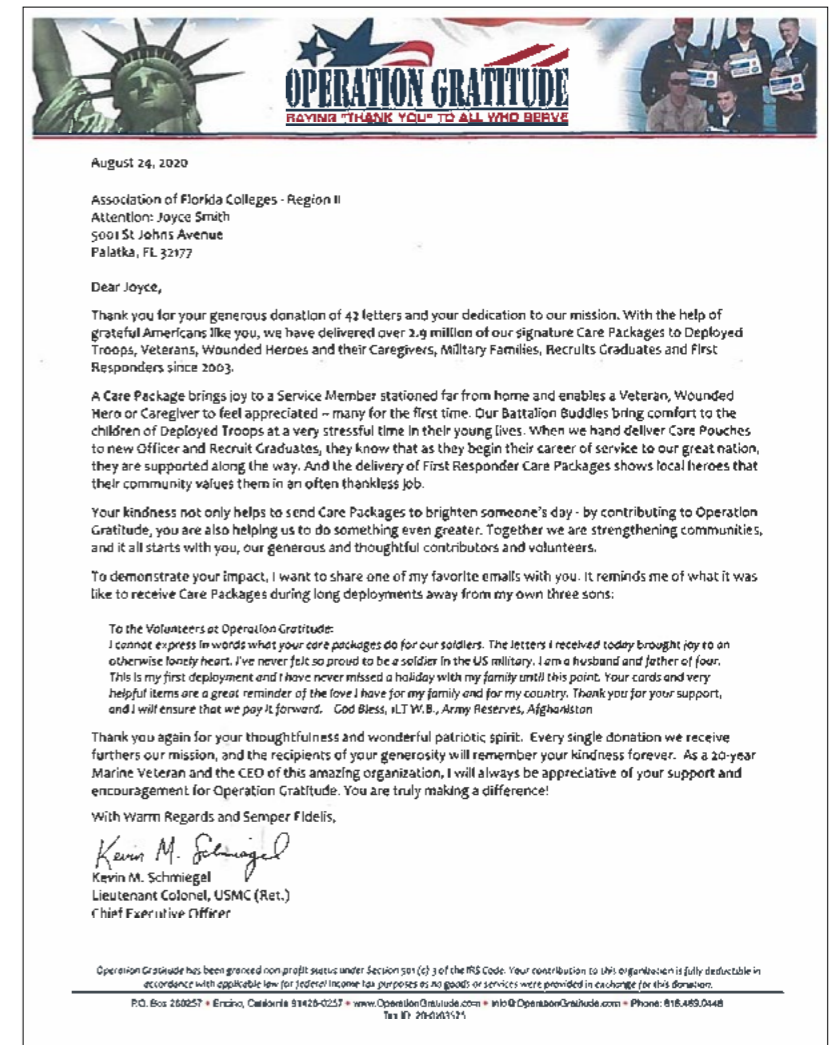 OPERATION GRATITUDE
SAYING "THANK YOU" TO ALL WHO SERVE
August 24, 2020
Association of Florida Colleges - Region II
Attention: Joyce Smith
5001 St Johns Avenue
Palatka, FL 32177
Dear Joyce,
Thank you for your generous donation of 42 letters and your dedication to our mission. With the help of
grateful Americans like you, we have delivered over 2.9 million of our signature Care Packages to Deployed
Troops, Veterans, Wounded Heroes and their Caregivers, Military Families, Recruits Graduates and First
Responders since 2003.
A Care Package brings joy to a Service Member stationed far from home and enables a Veteran, Wounded
Hero or Caregiver to feel appreciated – many for the first time. Our Battalion Buddies bring comfort to the
children of Deployed Troops at a very stressful time in their young lives. When we hand deliver Care Pouches
to new Officer and Recruit Graduates, they know that as they begin their career of service to our great nation,
they are supported along the way. And the delivery of First Responder Care Packages shows local heroes that
their community values them in an often thankless job.
Your kindness not only helps to send Care Packages to brighten someone's day - by contributing to Operation
Gratitude, you are also helping us to do something even greater. Together we are strengthening communities,
and it all starts with you, our generous and thoughtful contributors and volunteers.
To demonstrate your impact, I want to share one of my favorite emails with you. It reminds me of what it was
like to receive Care Packages during long deployments away from my own three sons:
To the Volunteers at Operation Gratitude:
I cannot express in words what your care packages do for our soldiers. The letters I received today brought joy to an
otherwise lonely heart. I've never felt so proud to be a soldier in the US military. I am a husband and father of four.
This is my first deployment and I have never missed a holiday with my family until this point. Your cards and very
helpful items are a great reminder of the love I have for my family and for my country. Thank you for your support,
and I will ensure that we pay it forward. God Bless, 1LT W.B., Army Reserves, Afghanistan
Thank you again for your thoughtfulness and wonderful patriotic spirit. Every single donation we receive
furthers our mission, and the recipients of your generosity will remember your kindness forever. As a 20-year
Marine Veteran and the CEO of this amazing organization, I will always be appreciative of your support and
encouragement for Operation Gratitude. You are truly making a difference!
With Warm Regards and Semper Fidelis,
Kevin M. Schmiegel
Kevin M. Schmiegel
Lieutenant Colonel, USMC (Ret.)
Chief Executive Officer
Operation Gratitude has been granted non-profit status under Section 501 (c) 3 of the IRS Code. Your contribution to this organization is fully deductible in
accordance with applicable law for federal income tax purposes as no goods or services were provided in exchange for this donation.
P.O. Box 260257 • Encino, California 91426-0257 • www.OperationGratitude.com • Info@OperationGratitude.com • Phone: 818.469.0448
Tax ID: